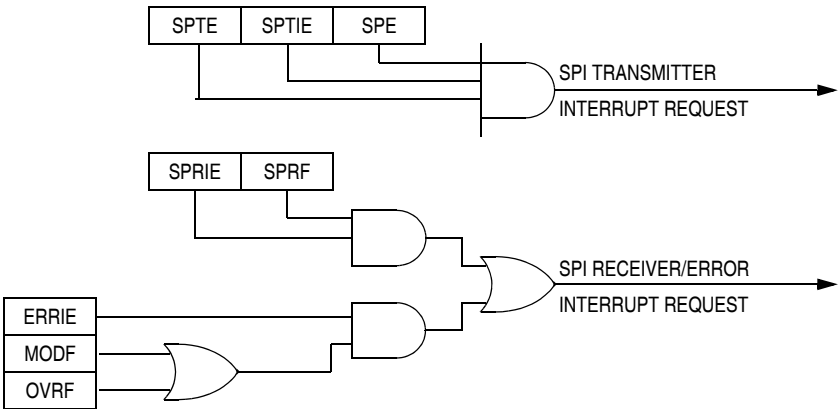 SPTE SPTIE SPE
SPI TRANSMITTER
INTERRUPT REQUEST
SPRIE SPRF
SPI RECEIVER/ERROR
INTERRUPT REQUEST
ERRIE
MODF
OVRF